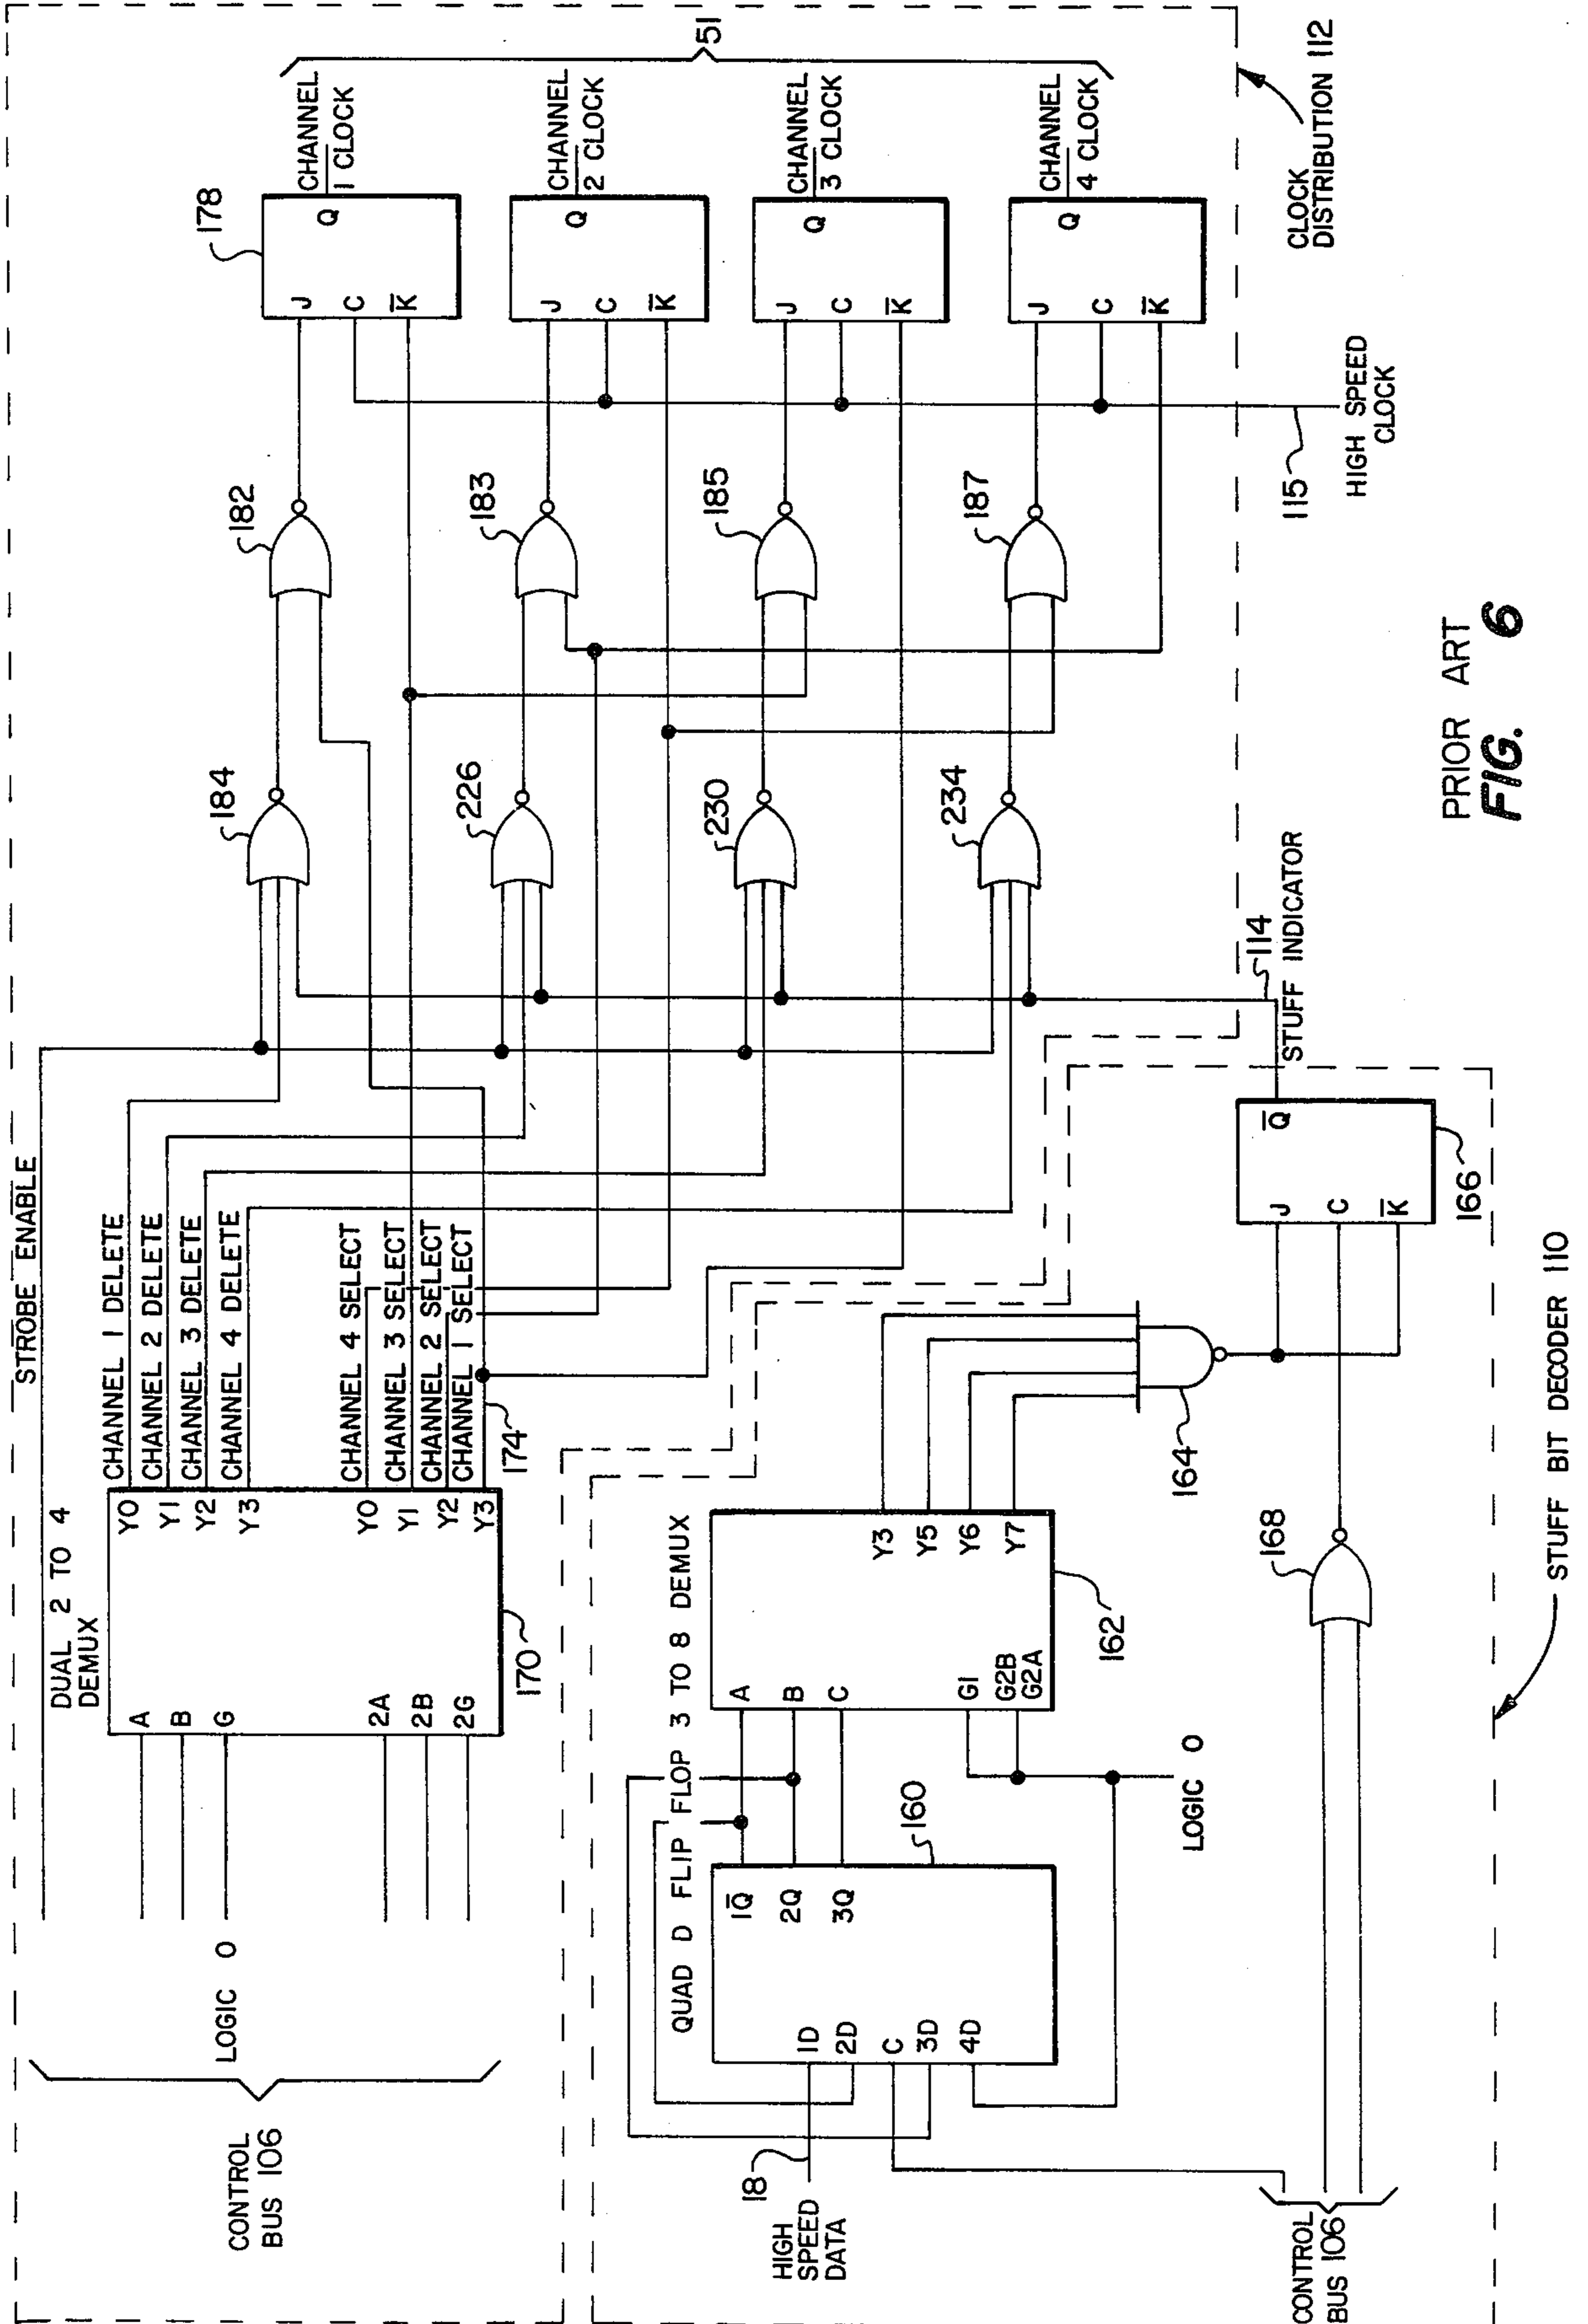 STROBE ENABLE
DUAL 2 TO 4
DEMUX
A
B
G
2A
2B
2G
Y0
Y1
Y2
Y3
Y0
Y1
Y2
Y3
170
LOGIC 0
CONTROL
BUS 106
CHANNEL 1 DELETE
CHANNEL 2 DELETE
CHANNEL 3 DELETE
CHANNEL 4 DELETE
CHANNEL 4 SELECT
CHANNEL 3 SELECT
CHANNEL 2 SELECT
CHANNEL 1 SELECT
174
184
226
230
234
182
183
185
187
178
J
C
K̅
Q
CHANNEL
1 CLOCK
J
C
K̅
Q
CHANNEL
2 CLOCK
J
C
K̅
Q
CHANNEL
3 CLOCK
J
C
K̅
Q
CHANNEL
4 CLOCK
51
CLOCK
DISTRIBUTION 112
115
HIGH SPEED
CLOCK
114
STUFF INDICATOR
QUAD D FLIP FLOP
3 TO 8 DEMUX
1D
2D
C
3D
4D
1Q̅
2Q
3Q
160
18
HIGH
SPEED
DATA
A
B
C
G1
G2B
G2A
Y3
Y5
Y6
Y7
162
LOGIC 0
164
168
J
C
K̅
Q̅
166
CONTROL
BUS 106
STUFF BIT DECODER 110
PRIOR ART
FIG. 6